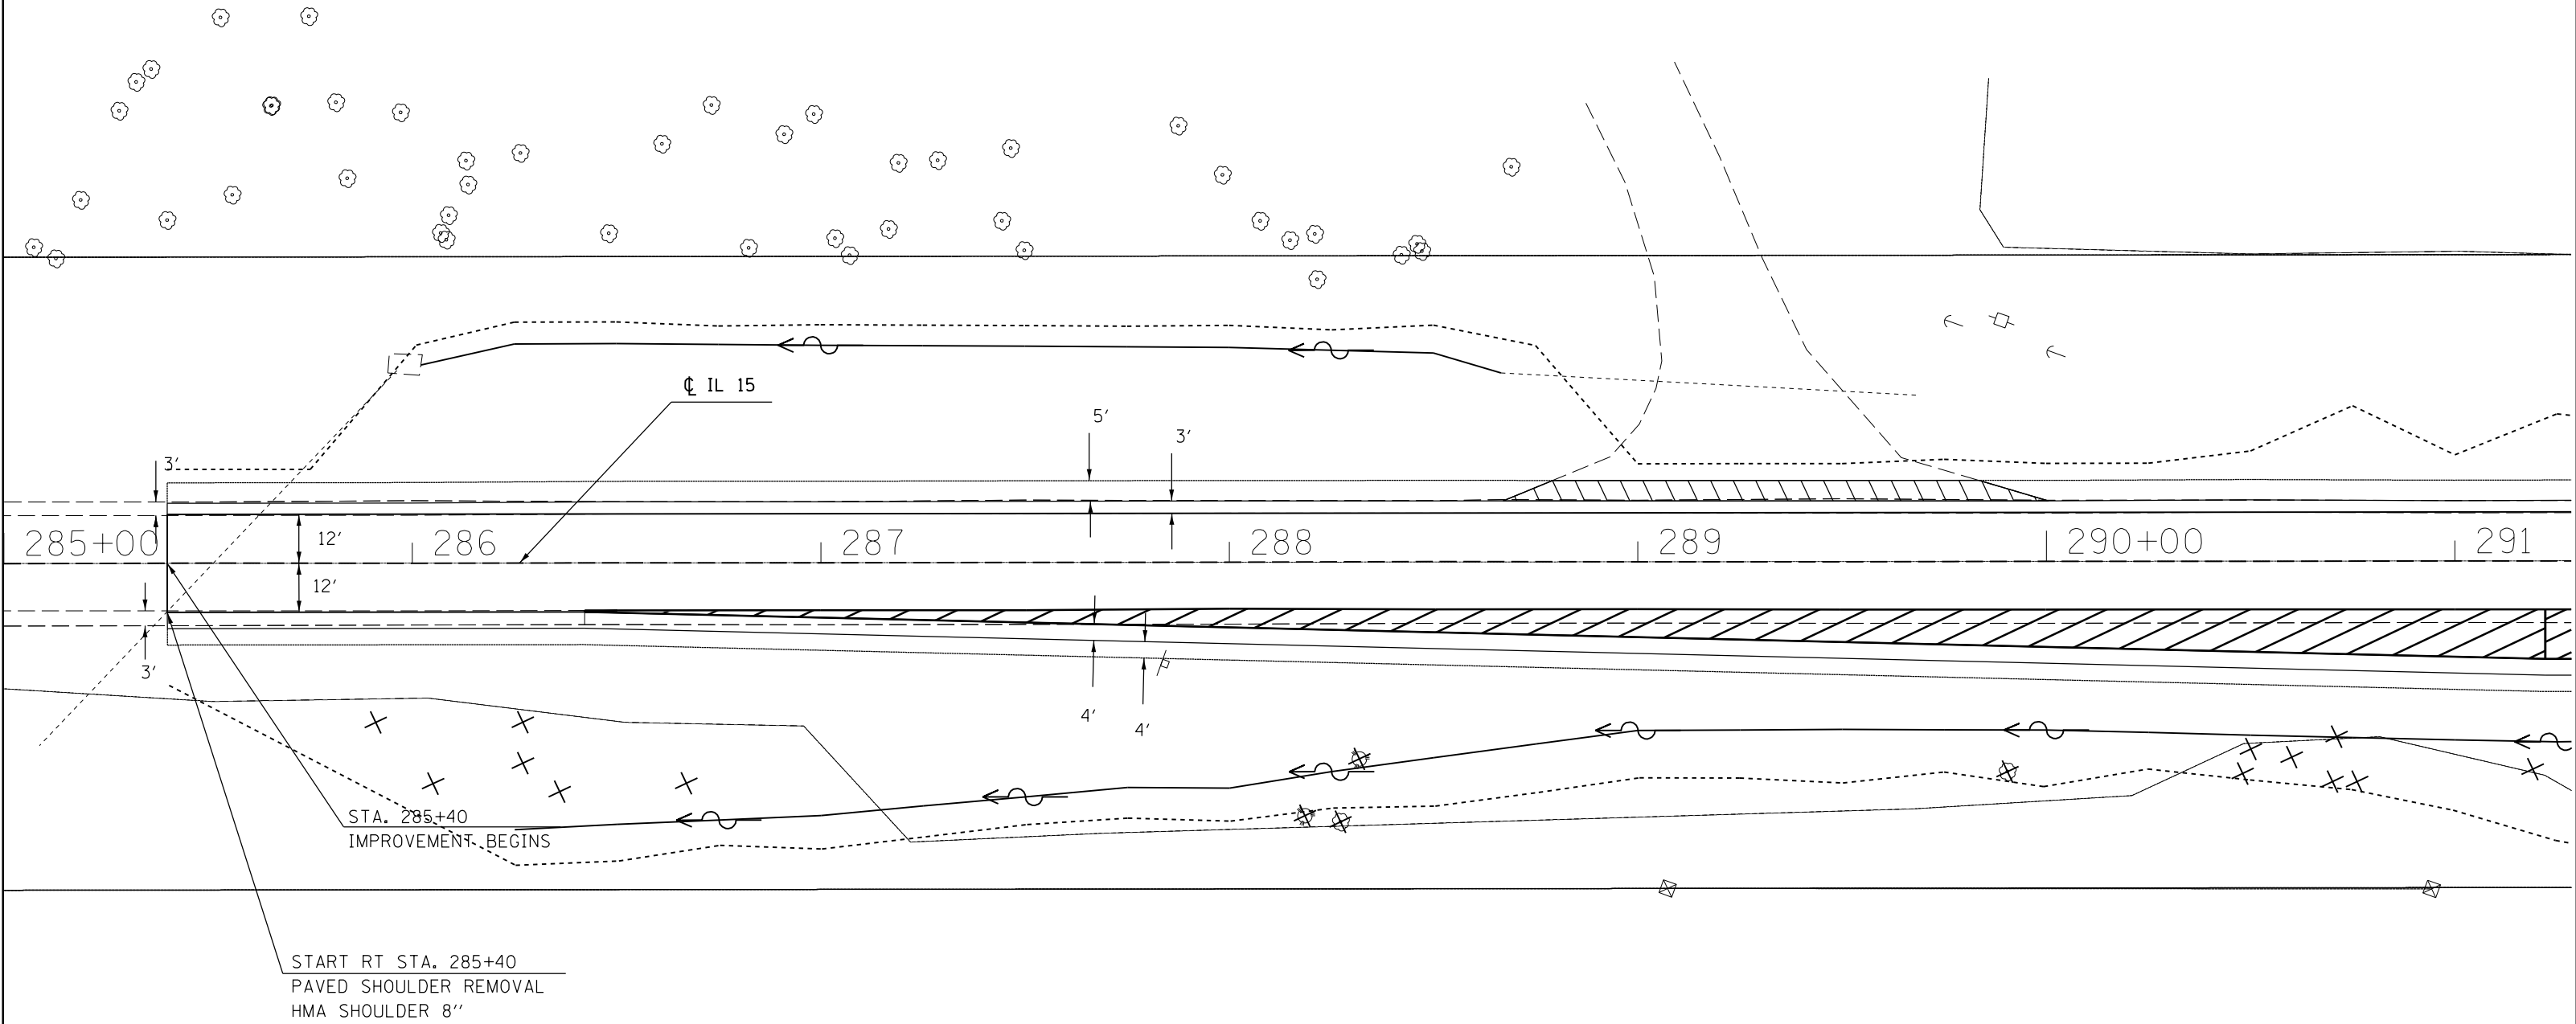 ℄ IL 15
5′
3′
3′
285+00
286
287
288
289
290+00
291
12′
12′
3′
4′
4′
STA. 285+40
IMPROVEMENT BEGINS
START RT STA. 285+40
PAVED SHOULDER REMOVAL
HMA SHOULDER 8′′